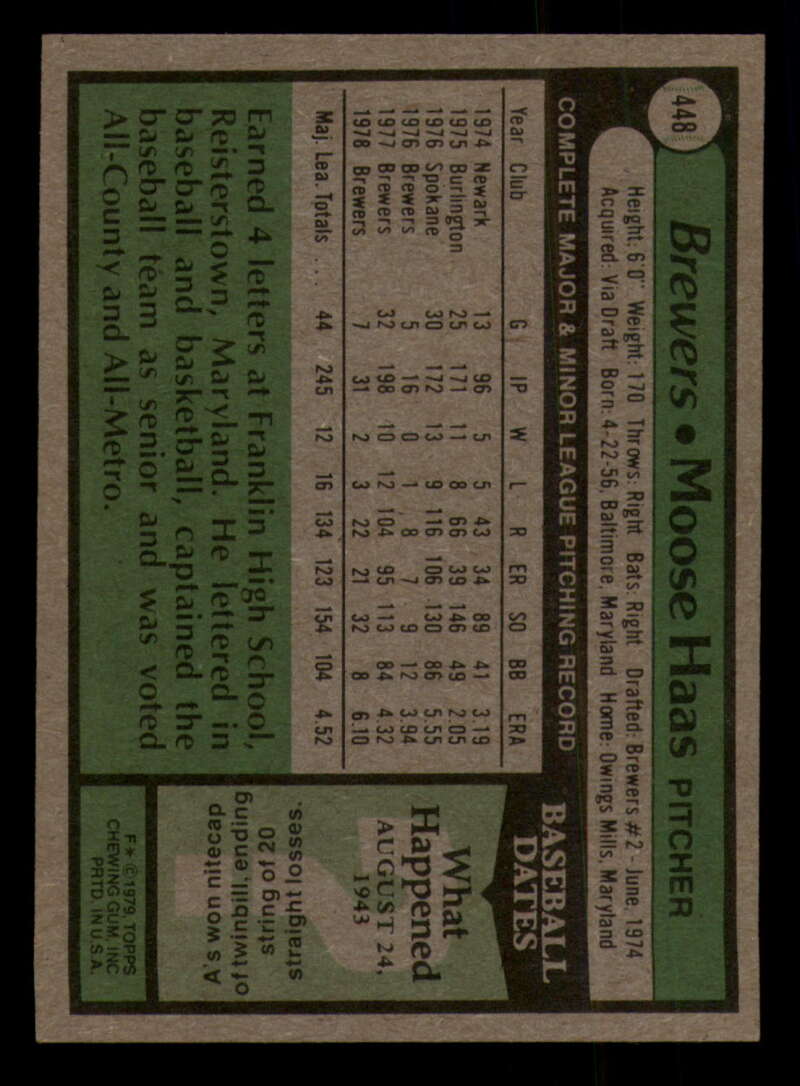 448
Brewers • Moose Haas PITCHER
Height: 6'0" Weight: 170 Throws: Right Bats: Right Drafted: Brewers #2 - June, 1974
Acquired: Via Draft Born: 4-22-56, Baltimore, Maryland Home: Owings Mills, Maryland
COMPLETE MAJOR & MINOR LEAGUE PITCHING RECORD
Year Club G IP W L R ER SO BB ERA
1974 Newark 13 96 5 5 43 34 89 41 3.19
1975 Burlington 25 171 11 8 66 39 146 49 2.05
1976 Spokane 30 172 13 9 116 106 130 86 5.55
1976 Brewers 5 16 0 1 8 7 9 12 3.94
1977 Brewers 32 198 10 12 104 95 113 84 4.32
1978 Brewers 7 31 2 3 22 21 32 8 6.10
Maj. Lea. Totals ... 44 245 12 16 134 123 154 104 4.52
Earned 4 letters at Franklin High School,
Reisterstown, Maryland. He lettered in
baseball and basketball, captained the
baseball team as senior and was voted
All-County and All-Metro.
BASEBALL
DATES
What
Happened
AUGUST 24,
1943
A's won nitecap
of twinbill, ending
string of 20
straight losses.
F* © 1979, TOPPS
CHEWING GUM, INC
PRTD. IN U.S.A.